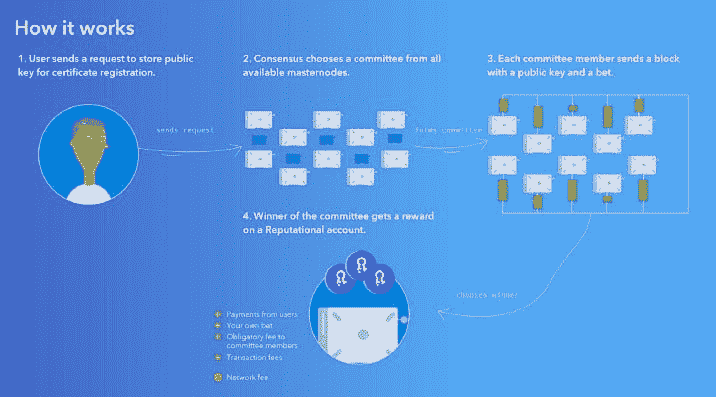 How it works
1. User sends a request to store public
key for certificate registration.
2. Consensus chooses a committee from all
available masternodes.
3. Each committee member sends a block
with a public key and a bet.
sends request
forms committee
4. Winner of the committee gets a reward
on a Reputational account.
chooses winner
Payments from users
Your own bet
Obligatory fee to
committee members
Transaction fees
Network fee